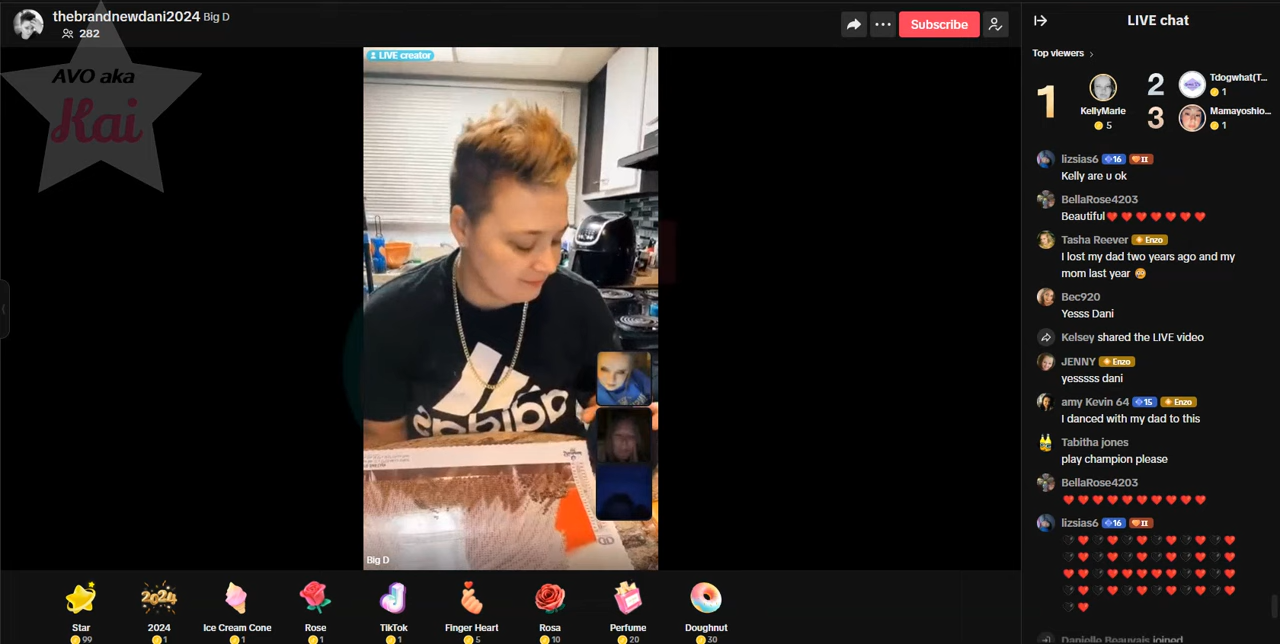 thebrandnewdani2024 Big D
282
Subscribe
AVO aka
Kai
LIVE creator
adidas
Big D
Star
99
2024
2024
1
Ice Cream Cone
1
Rose
1
TikTok
1
Finger Heart
5
Rosa
10
Perfume
20
Doughnut
30
LIVE chat
Top viewers
1
KellyMarie
5
2
Tdogwhat(T...
1
3
Mamayoshio...
1
lizsias6 16 II
Kelly are u ok
BellaRose4203
Beautiful❤❤❤❤❤❤❤
Tasha Reever Enzo
I lost my dad two years ago and my
mom last year 😳
Bec920
Yesss Dani
Kelsey shared the LIVE video
JENNY Enzo
yesssss dani
amy Kevin 64 15 Enzo
I danced with my dad to this
Tabitha jones
play champion please
BellaRose4203
❤❤❤❤❤❤❤❤❤❤
lizsias6 16 II
Danielle Beauvais joined